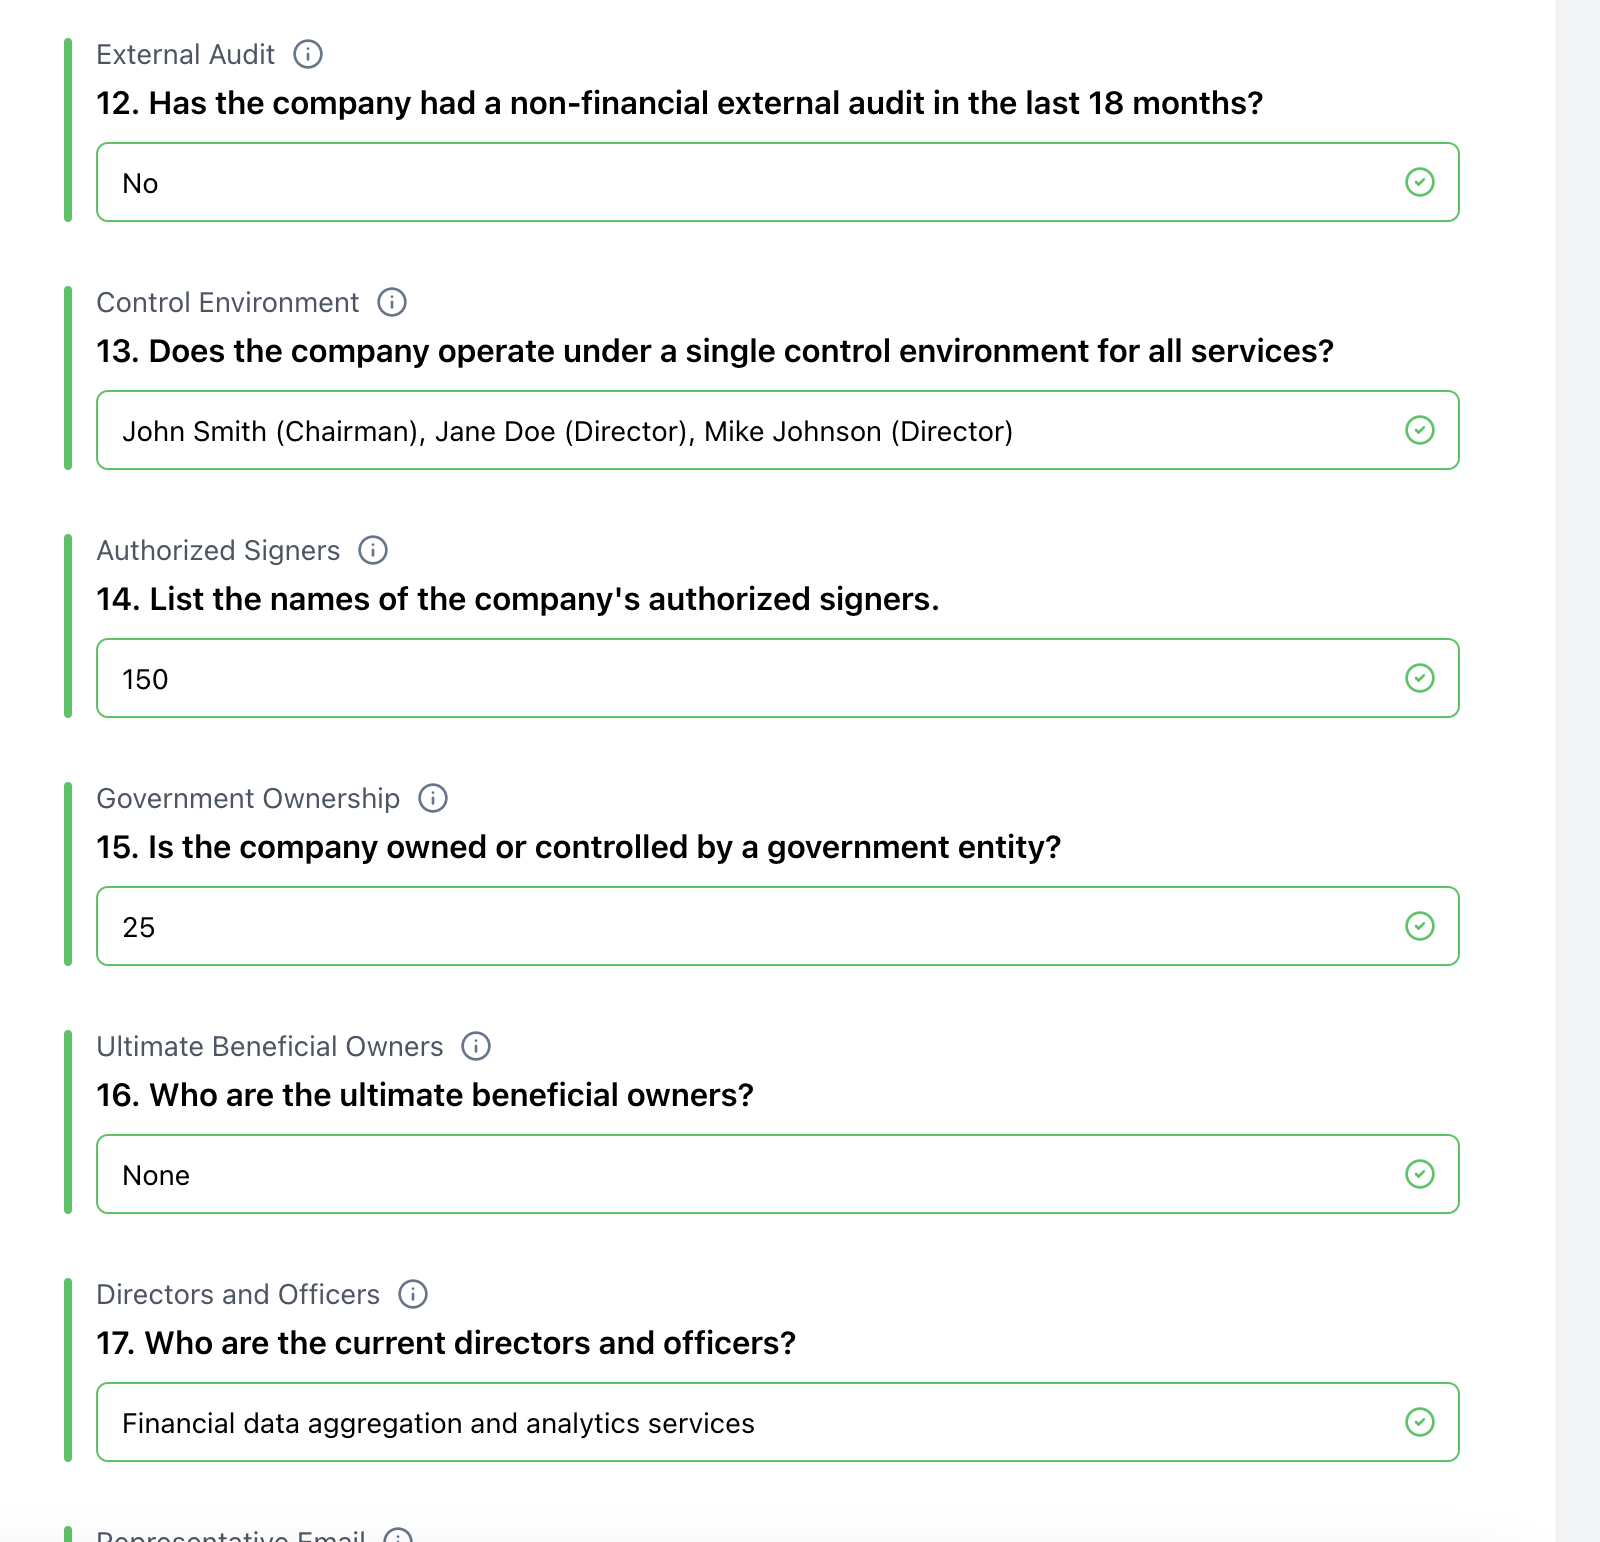 External Audit
12. Has the company had a non-financial external audit in the last 18 months?
No
Control Environment
13. Does the company operate under a single control environment for all services?
John Smith (Chairman), Jane Doe (Director), Mike Johnson (Director)
Authorized Signers
14. List the names of the company's authorized signers.
150
Government Ownership
15. Is the company owned or controlled by a government entity?
25
Ultimate Beneficial Owners
16. Who are the ultimate beneficial owners?
None
Directors and Officers
17. Who are the current directors and officers?
Financial data aggregation and analytics services
Representative Email